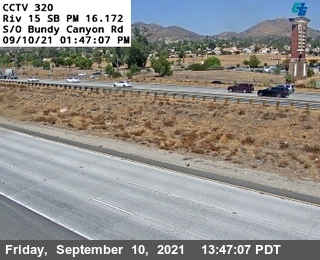 CCTV 320
Riv 15 SB PM 16.172
S/O Bundy Canyon Rd
09/10/21 01:47:07 PM
Friday, September 10, 2021 13:47:07 PDT